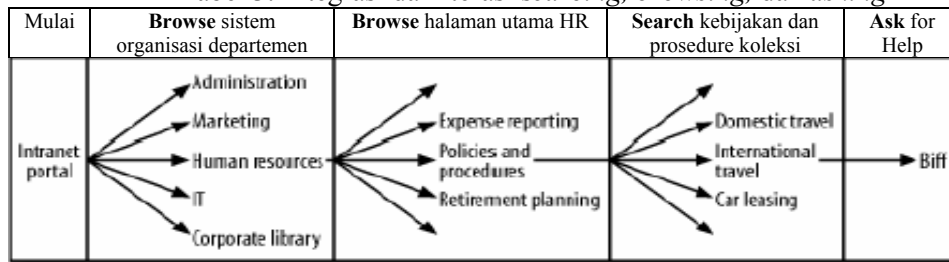 Mulai
Browse sistem
organisasi departemen
Browse halaman utama HR
Search kebijakan dan
prosedure koleksi
Ask for
Help
Intranet
portal
Administration
Marketing
Human resources
IT
Corporate library
Expense reporting
Policies and
procedures
Retirement planning
Domestic travel
International
travel
Car leasing
Biff